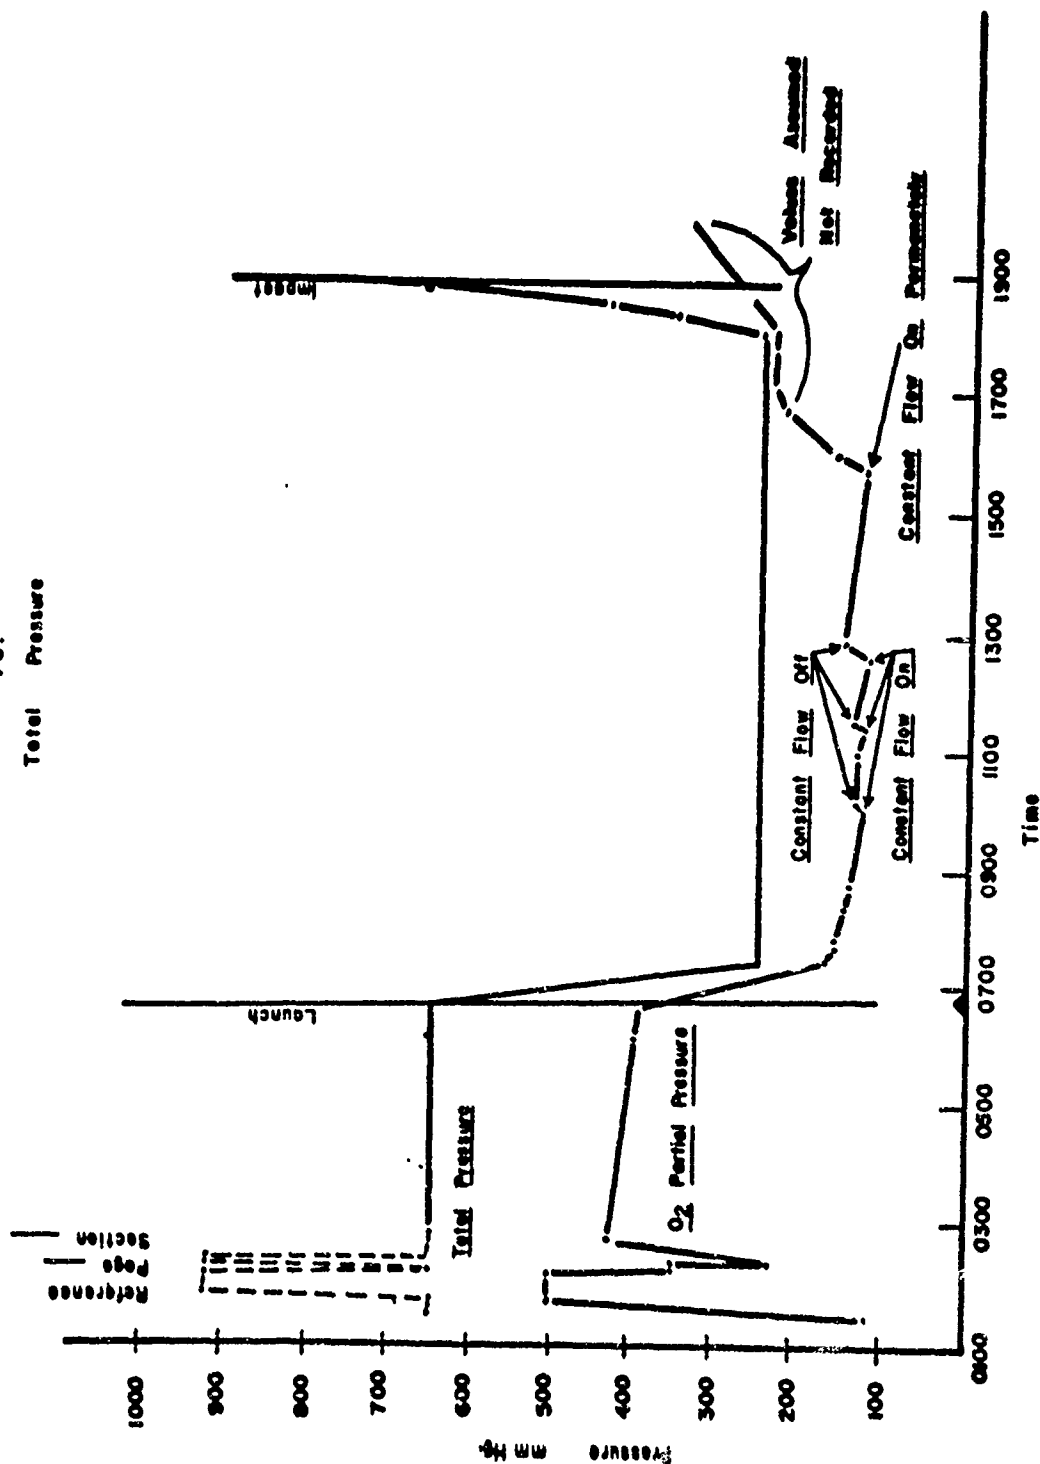 vs.
Total Pressure
Reference
Page
Section
Launch
Impact
Total Pressure
O2 Partial Pressure
Constant Flow Off
Constant Flow On
Constant Flow On Permanately
Values Assumed
Not Recorded
Pressure mm Hg.
1000
900
800
700
600
500
400
300
200
100
0100
0300
0500
0700
0900
1100
1300
1500
1700
1900
Time